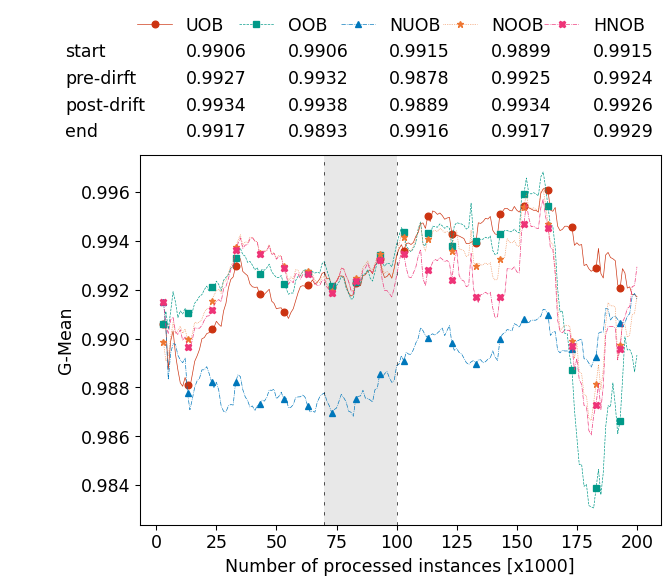 UOB OOB NUOB NOOB HNOB
start 0.9906 0.9906 0.9915 0.9899 0.9915
pre-dirft 0.9927 0.9932 0.9878 0.9925 0.9924
post-drift 0.9934 0.9938 0.9889 0.9934 0.9926
end 0.9917 0.9893 0.9916 0.9917 0.9929
0.996
0.994
0.992
0.990
0.988
0.986
0.984
G-Mean
0 25 50 75 100 125 150 175 200
Number of processed instances [x1000]